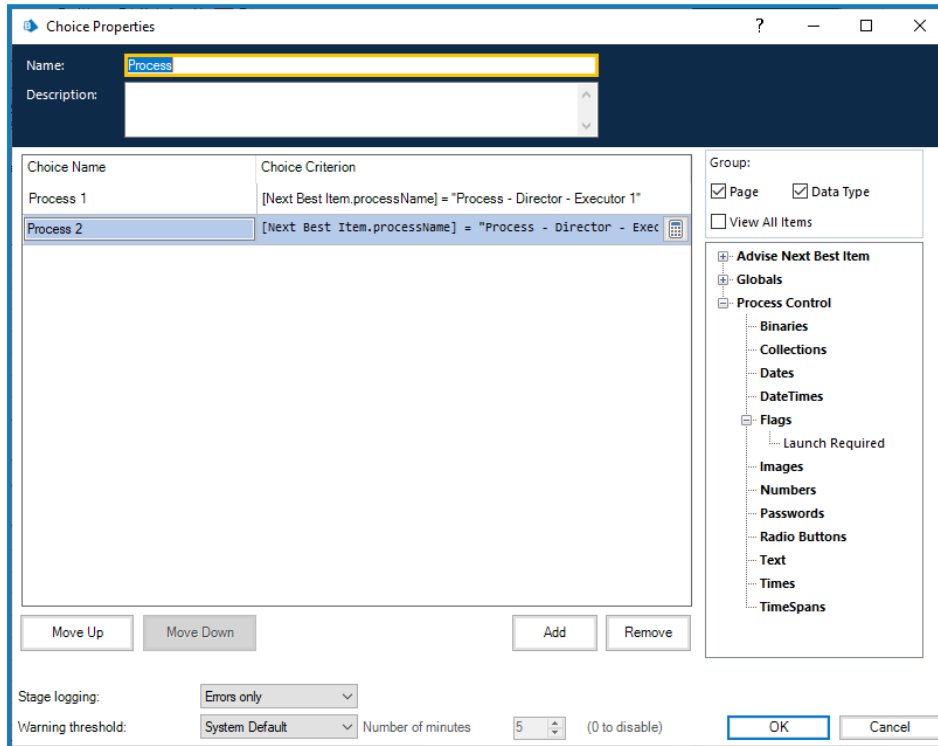 Choice Properties
Name: Process
Description:
Choice Name Choice Criterion
Process 1 [Next Best Item.processName] = "Process - Director - Executor 1"
Process 2 [Next Best Item.processName] = "Process - Director - Exec
Move Up Move Down Add Remove
Group:
Page Data Type
View All Items
Advise Next Best Item
Globals
Process Control
Binaries
Collections
Dates
DateTimes
Flags
Launch Required
Images
Numbers
Passwords
Radio Buttons
Text
Times
TimeSpans
Stage logging: Errors only
Warning threshold: System Default Number of minutes 5 (0 to disable)
OK Cancel